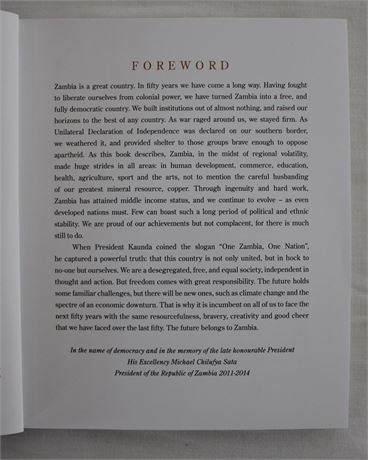 FOREWORD
Zambia is a great country. In fifty years we have come a long way. Having fought
to liberate ourselves from colonial power, we have turned Zambia into a free, and
fully democratic country. We built institutions out of almost nothing, and raised our
horizons to the best of any country. As war raged around us, we stayed firm. As
Unilateral Declaration of Independence was declared on our southern border,
we weathered it, and provided shelter to those groups brave enough to oppose
apartheid. As this book describes, Zambia, in the midst of regional volatility,
made huge strides in all areas: in human development, commerce, education,
health, agriculture, sport and the arts, not to mention the careful husbanding
of our greatest mineral resource, copper. Through ingenuity and hard work,
Zambia has attained middle income status, and we continue to evolve – as even
developed nations must. Few can boast such a long period of political and ethnic
stability. We are proud of our achievements but not complacent, for there is much
still to do.
When President Kaunda coined the slogan "One Zambia, One Nation",
he captured a powerful truth: that this country is not only united, but in hock to
no-one but ourselves. We are a desegregated, free, and equal society, independent in
thought and action. But freedom comes with great responsibility. The future holds
some familiar challenges, but there will be new ones, such as climate change and the
spectre of an economic downturn. That is why it is incumbent on all of us to face the
next fifty years with the same resourcefulness, bravery, creativity and good cheer
that we have faced over the last fifty. The future belongs to Zambia.
In the name of democracy and in the memory of the late honourable President
His Excellency Michael Chilufya Sata
President of the Republic of Zambia 2011-2014